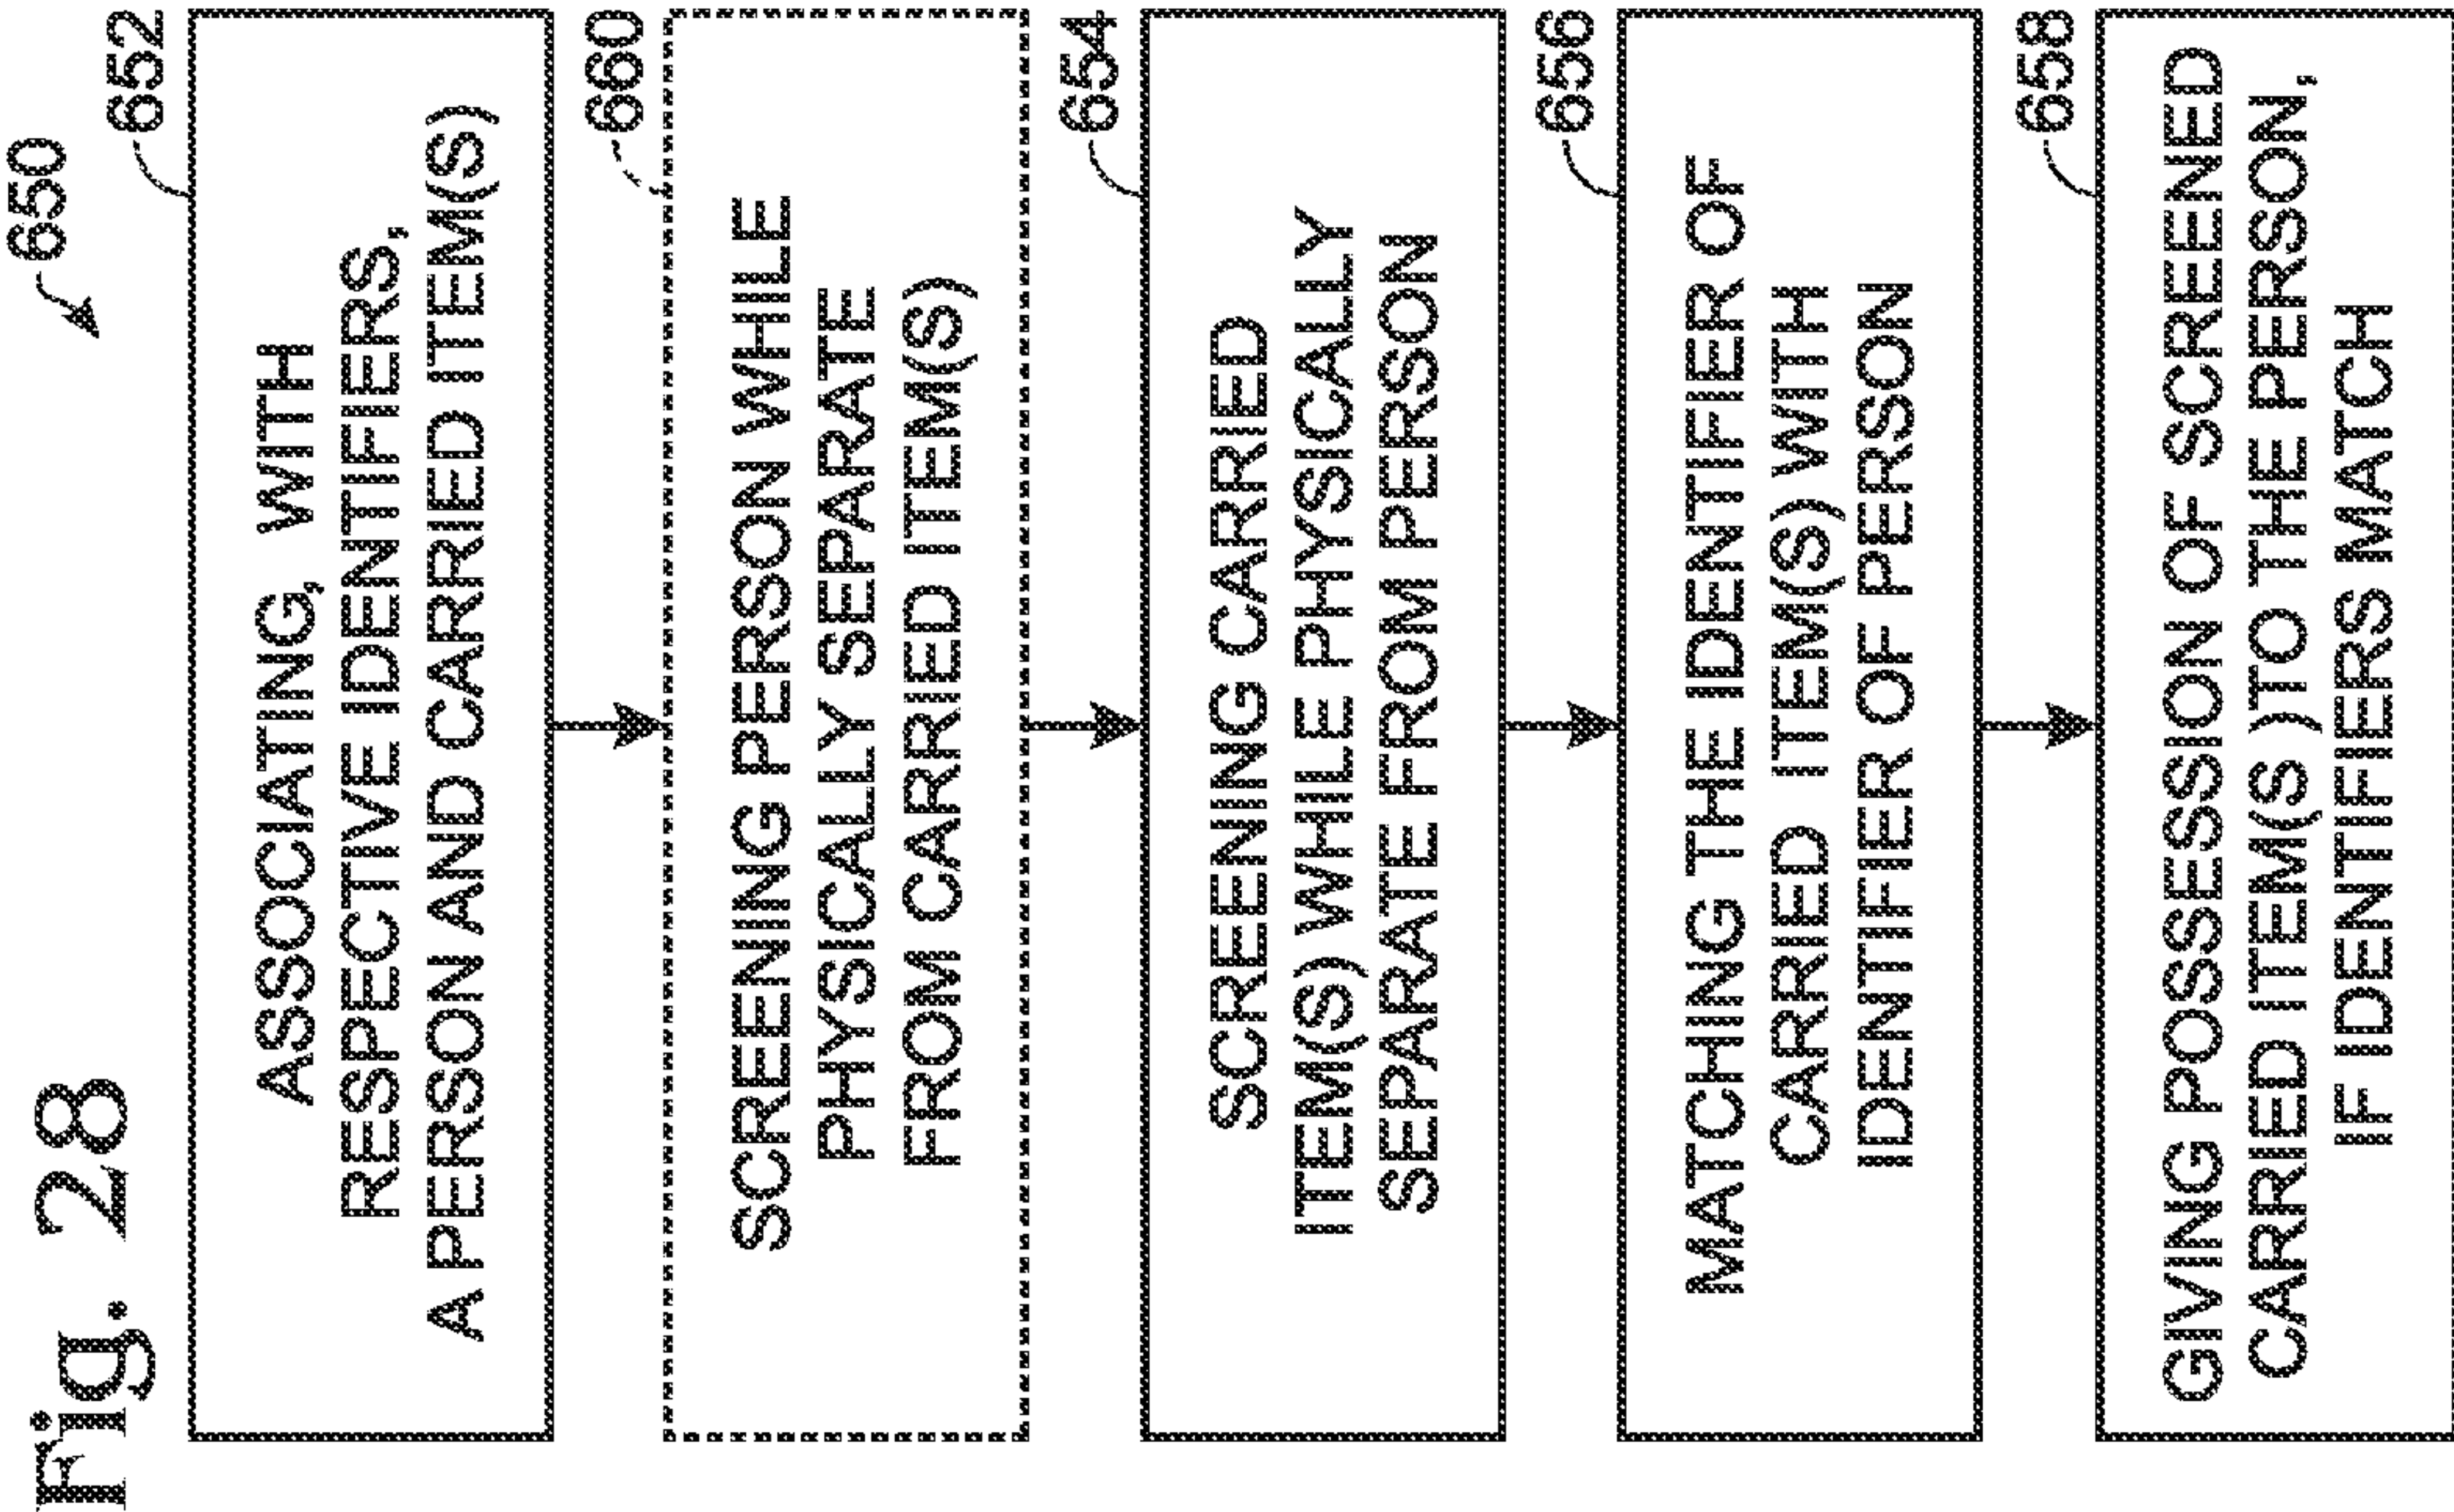 Fig. 28
650
652
ASSOCIATING, WITH
RESPECTIVE IDENTIFIERS,
A PERSON AND CARRIED ITEM(S)
660
SCREENING PERSON WHILE
PHYSICALLY SEPARATE
FROM CARRIED ITEM(S)
654
SCREENING CARRIED
ITEM(S) WHILE PHYSICALLY
SEPARATE FROM PERSON
656
MATCHING THE IDENTIFIER OF
CARRIED ITEM(S) WITH
IDENTIFIER OF PERSON
658
GIVING POSSESSION OF SCREENED
CARRIED ITEM(S )TO THE PERSON,
IF IDENTIFIERS MATCH